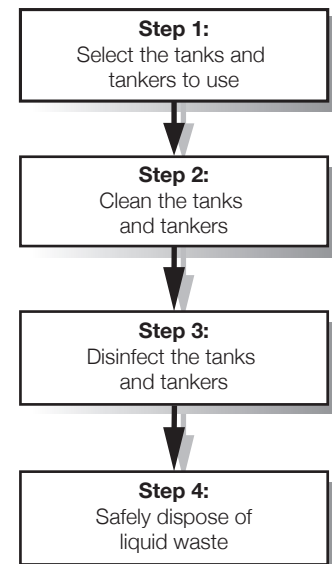 Step 1:
Select the tanks and
tankers to use
Step 2:
Clean the tanks
and tankers
Step 3:
Disinfect the tanks
and tankers
Step 4:
Safely dispose of
liquid waste